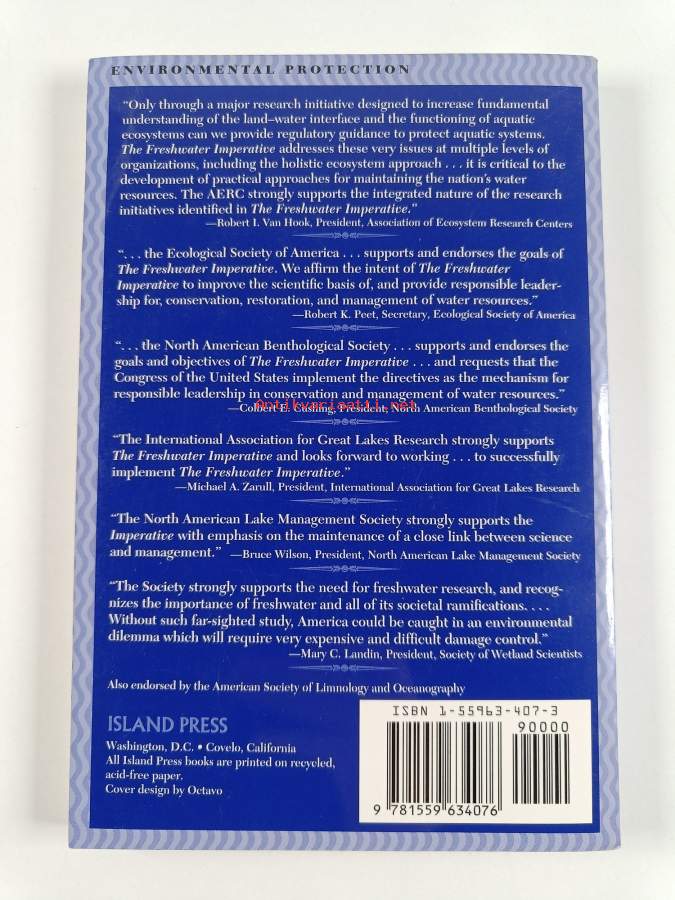 ENVIRONMENTAL PROTECTION
“Only through a major research initiative designed to increase fundamental
understanding of the land–water interface and the functioning of aquatic
ecosystems can we provide regulatory guidance to protect aquatic systems.
The Freshwater Imperative addresses these very issues at multiple levels of
organizations, including the holistic ecosystem approach . . . it is critical to the
development of practical approaches for maintaining the nation’s water
resources. The AERC strongly supports the integrated nature of the research
initiatives identified in The Freshwater Imperative.”
—Robert I. Van Hook, President, Association of Ecosystem Research Centers
“. . . the Ecological Society of America . . . supports and endorses the goals of
The Freshwater Imperative. We affirm the intent of The Freshwater
Imperative to improve the scientific basis of, and provide responsible leader-
ship for, conservation, restoration, and management of water resources.”
—Robert K. Peet, Secretary, Ecological Society of America
“. . . the North American Benthological Society . . . supports and endorses the
goals and objectives of The Freshwater Imperative . . . and requests that the
Congress of the United States implement the directives as the mechanism for
responsible leadership in conservation and management of water resources.”
—Colbert E. Cushing, President, North American Benthological Society
Antikvariaatti.net
“The International Association for Great Lakes Research strongly supports
The Freshwater Imperative and looks forward to working . . . to successfully
implement The Freshwater Imperative.”
—Michael A. Zarull, President, International Association for Great Lakes Research
“The North American Lake Management Society strongly supports the
Imperative with emphasis on the maintenance of a close link between science
and management.” —Bruce Wilson, President, North American Lake Management Society
“The Society strongly supports the need for freshwater research, and recog-
nizes the importance of freshwater and all of its societal ramifications. . . .
Without such far-sighted study, America could be caught in an environmental
dilemma which will require very expensive and difficult damage control.”
—Mary C. Landin, President, Society of Wetland Scientists
Also endorsed by the American Society of Limnology and Oceanography
ISLAND PRESS
Washington, D.C. • Covelo, California
All Island Press books are printed on recycled,
acid-free paper.
Cover design by Octavo
ISBN 1-55963-407-3
90000
9 781559 634076